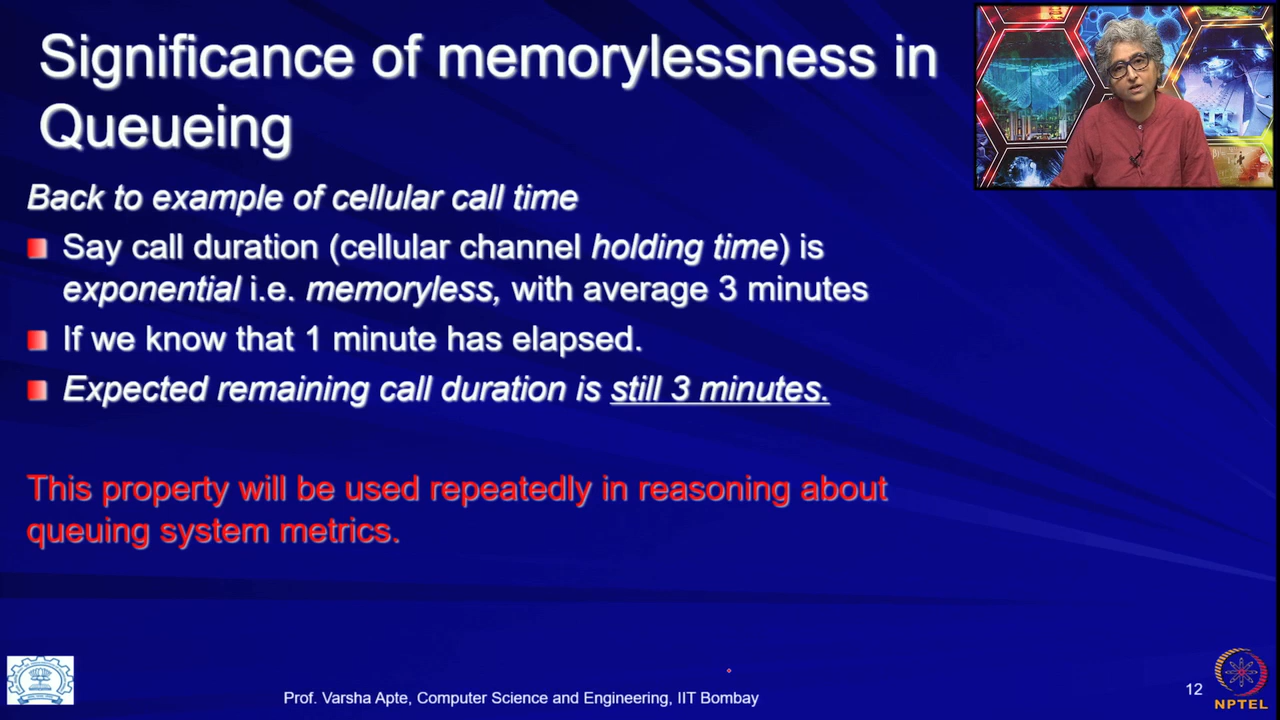 Significance of memorylessness in
Queueing
Back to example of cellular call time
Say call duration (cellular channel holding time) is
exponential i.e. memoryless, with average 3 minutes
If we know that 1 minute has elapsed.
Expected remaining call duration is still 3 minutes.
This property will be used repeatedly in reasoning about
queuing system metrics.
Prof. Varsha Apte, Computer Science and Engineering, IIT Bombay
12
NPTEL